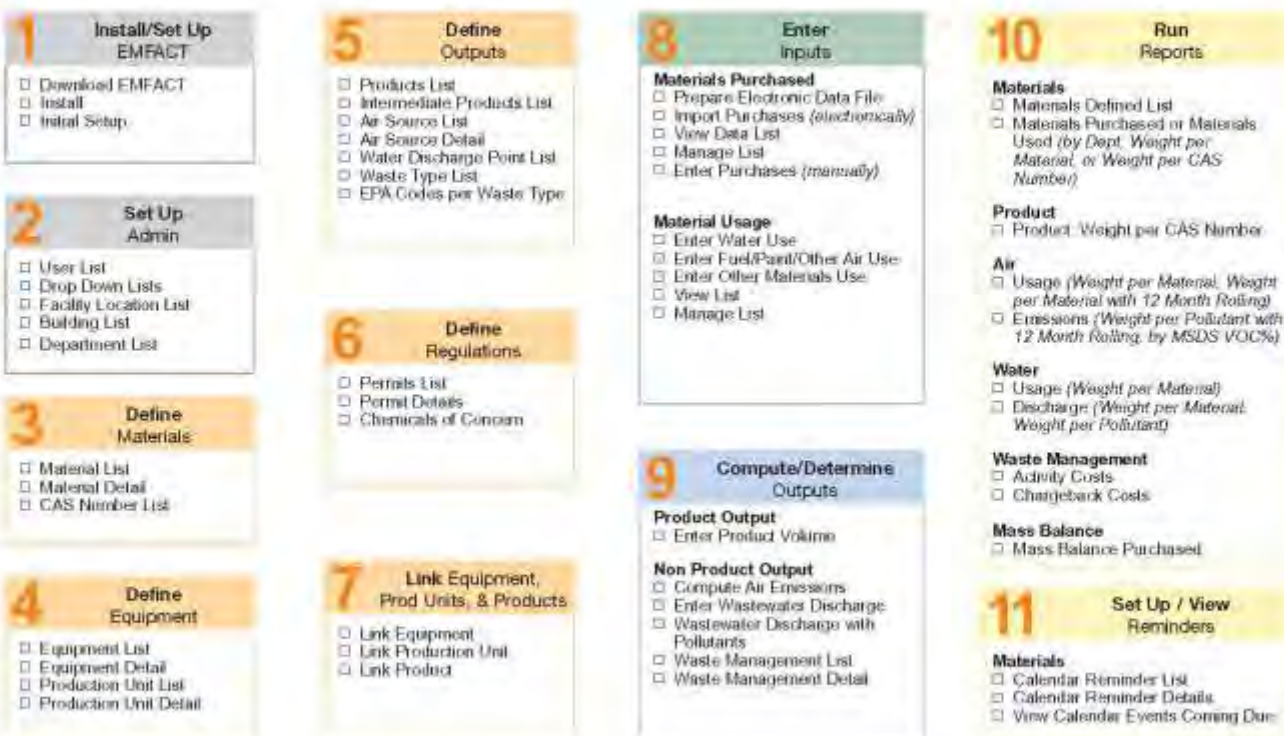 1
Install/Set Up
EMFACT
Download EMFACT
Install
Initial Setup
2
Set Up
Admin
User List
Drop Down Lists
Facility Location List
Building List
Department List
3
Define
Materials
Material List
Material Detail
CAS Number List
4
Define
Equipment
Equipment List
Equipment Detail
Production Unit List
Production Unit Detail
5
Define
Outputs
Products List
Intermediate Products List
Air Source List
Air Source Detail
Water Discharge Point List
Waste Type List
EPA Codes per Waste Type
6
Define
Regulations
Permits List
Permit Details
Chemicals of Concern
7
Link Equipment,
Prod Units, & Products
Link Equipment
Link Production Unit
Link Product
8
Enter
Inputs
Materials Purchased
Prepare Electronic Data File
Import Purchases (electronically)
View Data List
Manage List
Enter Purchases (manually)
Material Usage
Enter Water Use
Enter Fuel/Paint/Other Air Use
Enter Other Materials Use
View List
Manage List
9
Compute/Determine
Outputs
Product Output
Enter Product Volume
Non Product Output
Compute Air Emissions
Enter Wastewater Discharge
Wastewater Discharge with
Pollutants
Waste Management List
Waste Management Detail
10
Run
Reports
Materials
Materials Defined List
Materials Purchased or Materials
Used (by Dept. Weight per
Material, or Weight per CAS
Number)
Product
Product: Weight per CAS Number
Air
Usage (Weight per Material, Weight
per Material with 12 Month Rolling)
Emissions (Weight per Pollutant with
12 Month Rolling, by MSDS VOC%)
Water
Usage (Weight per Material)
Discharge (Weight per Material,
Weight per Pollutant)
Waste Management
Activity Costs
Chargeback Costs
Mass Balance
Mass Balance Purchased
11
Set Up / View
Reminders
Materials
Calendar Reminder List
Calendar Reminder Details
View Calendar Events Coming Due